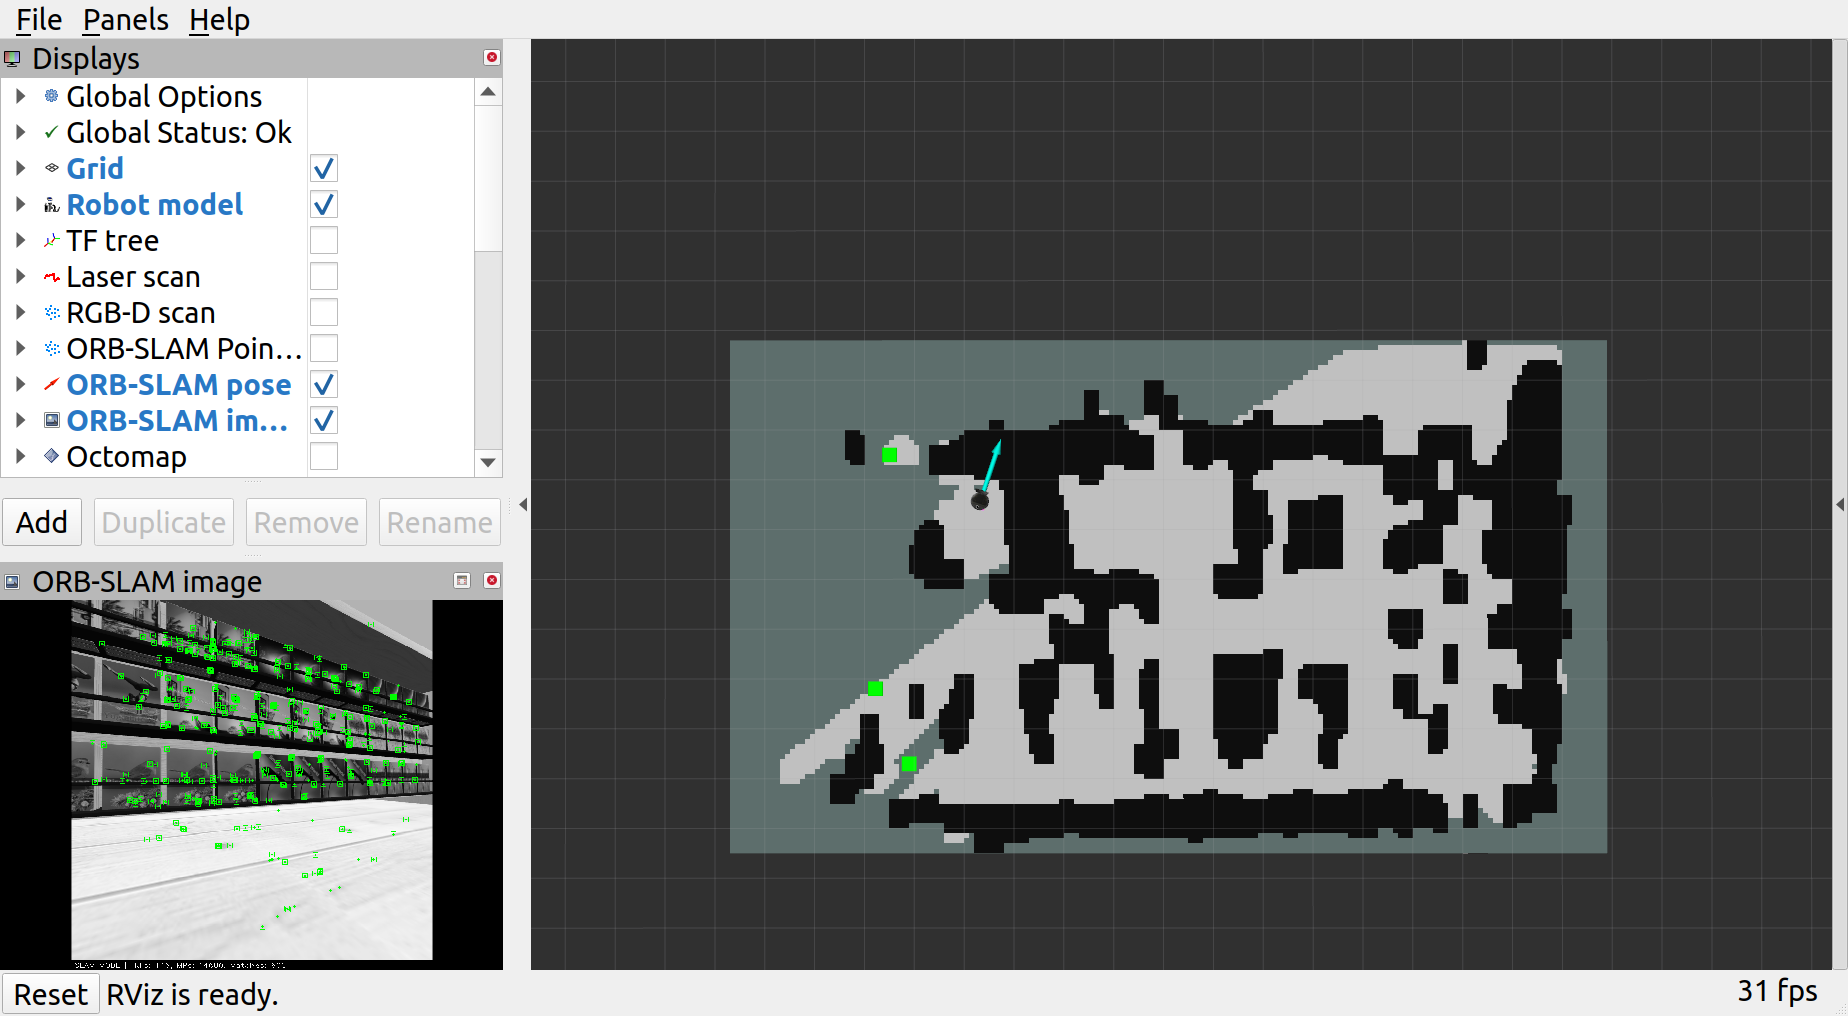 File Panels Help
Displays
Global Options
Global Status: Ok
Grid
Robot model
TF tree
Laser scan
RGB-D scan
ORB-SLAM Poin...
ORB-SLAM pose
ORB-SLAM im...
Octomap
Add Duplicate Remove Rename
ORB-SLAM image
SLAM MODE |
Reset RViz is ready.
31 fps